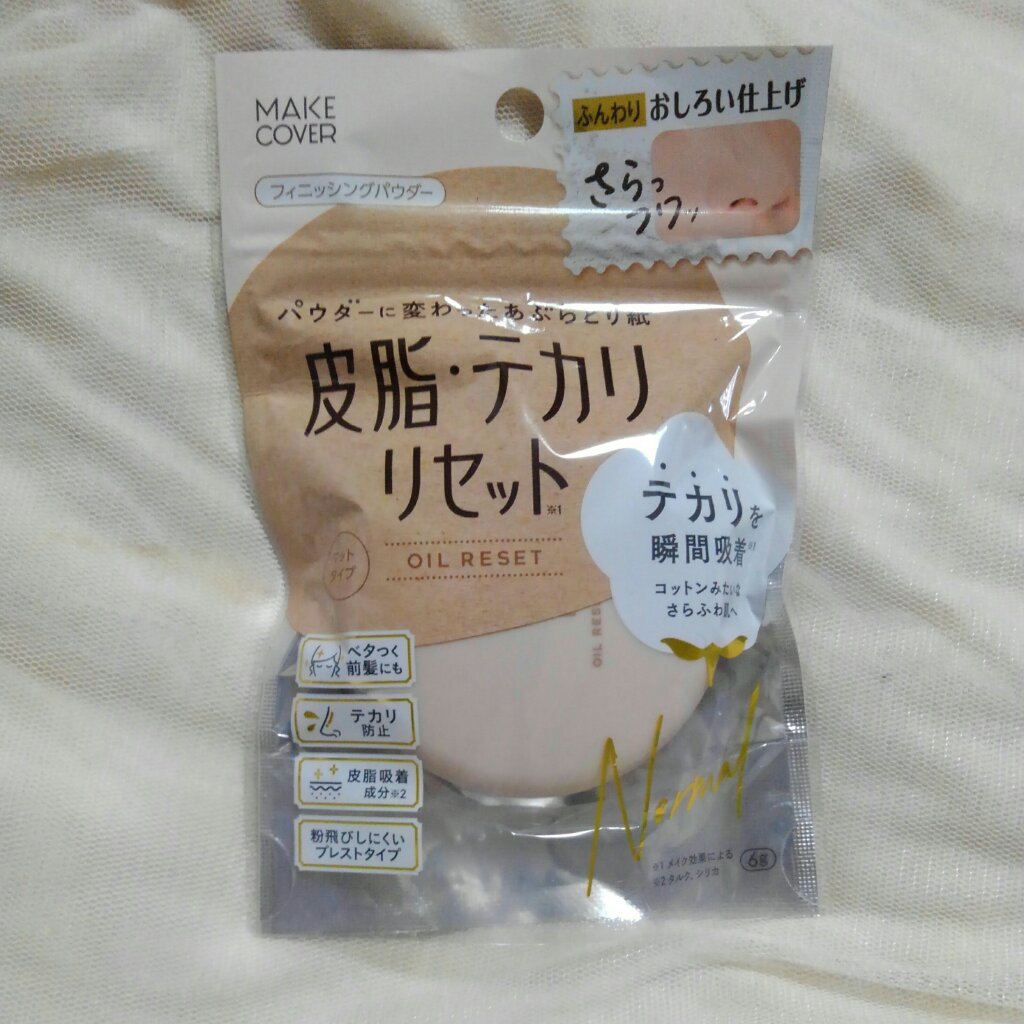 MAKE
COVER
フィニッシングパウダー
ふんわり おしろい仕上げ
さらっ
フワッ
パウダーに変わったあぶらとり紙
皮脂・テカリ
リセット※1
OIL RESET
マット
タイプ
テカリを
瞬間吸着※1
コットンみたいな
さらふわ肌へ
OIL RES
ベタつく
前髪にも
テカリ
防止
皮脂吸着
成分※2
粉飛びしにくい
プレストタイプ
Normal
※1 メイク効果による
※2 タルク、シリカ
6g